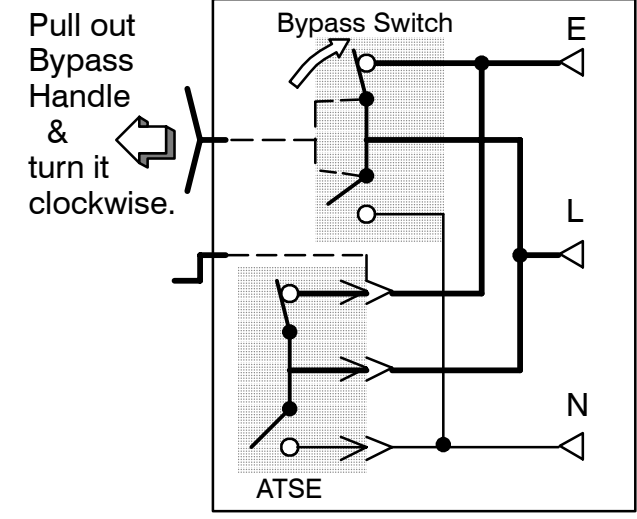 Pull out
Bypass
Handle
&
turn it
clockwise.
Bypass Switch
E
L
N
ATSE